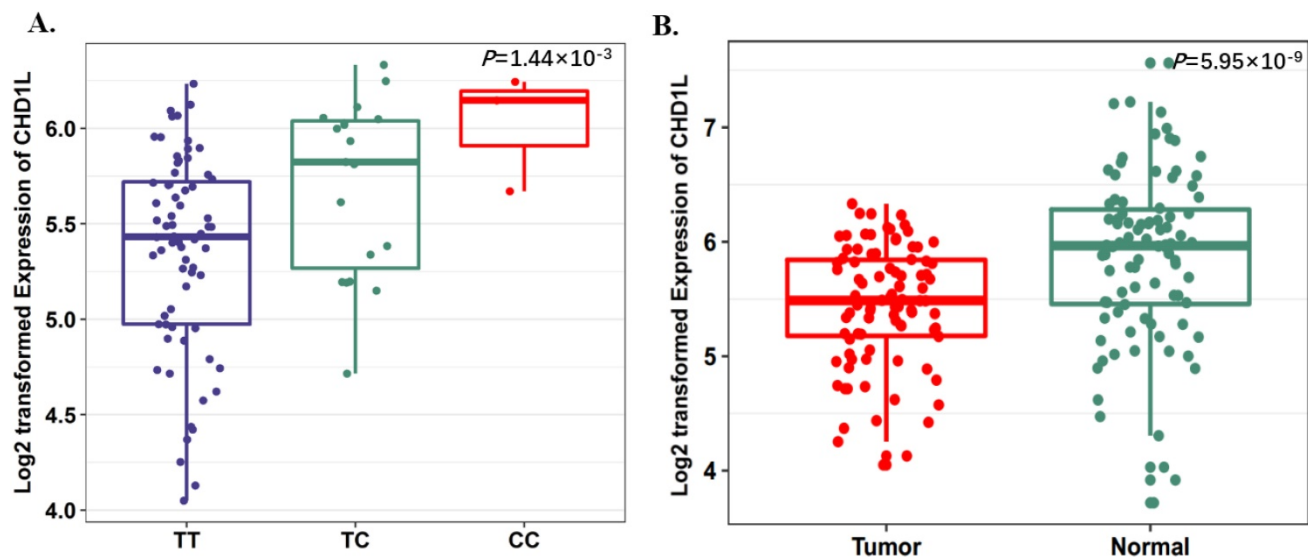 A.
P=1.44×10⁻³
Log2 transformed Expression of CHD1L
6.0
5.5
5.0
4.5
4.0
TT TC CC
B.
P=5.95×10⁻⁹
Log2 transformed Expression of CHD1L
7
6
5
4
Tumor Normal